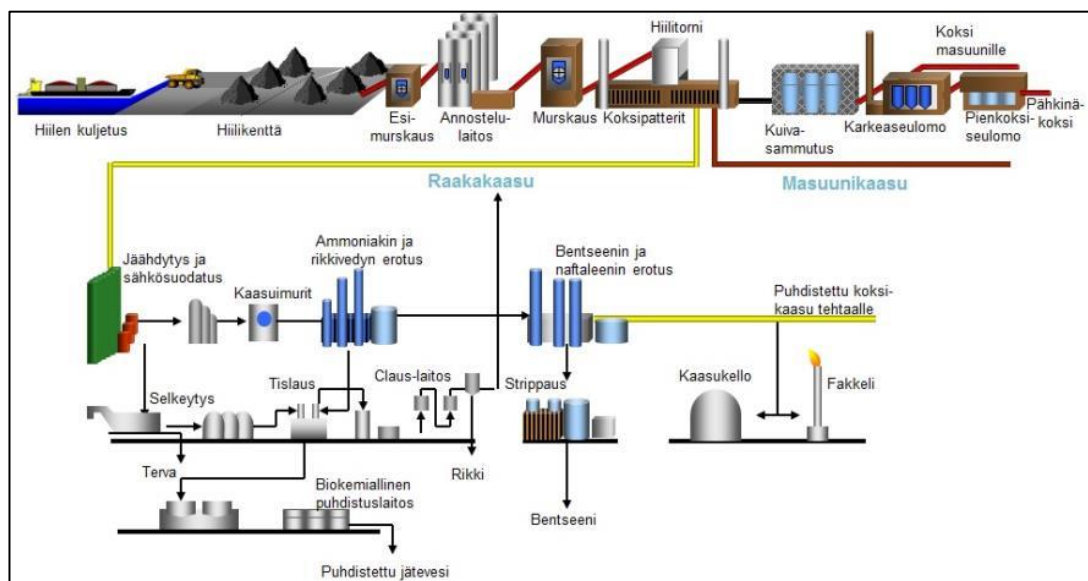 Hiilitorni
Koksi
masuunille
Hiilen kuljetus
Hiilikenttä
Esi-
murskaus
Annostelu-
laitos
Murskaus
Koksipatterit
Kuiva-
sammutus
Karkeaseulomo
Pienkoksi-
seulomo
Pähkinä-
koksi
Raakakaasu
Masuunikaasu
Jäähdytys ja
sähkösuodatus
Kaasuimurit
Ammoniakin ja
rikkivedyn erotus
Bentseenin ja
naftaleenin erotus
Puhdistettu koksi-
kaasu tehtaalle
Selkeytys
Tislaus
Claus-laitos
Strippaus
Kaasukello
Fakkeli
Terva
Rikki
Biokemiallinen
puhdistuslaitos
Bentseeni
Puhdistettu jätevesi